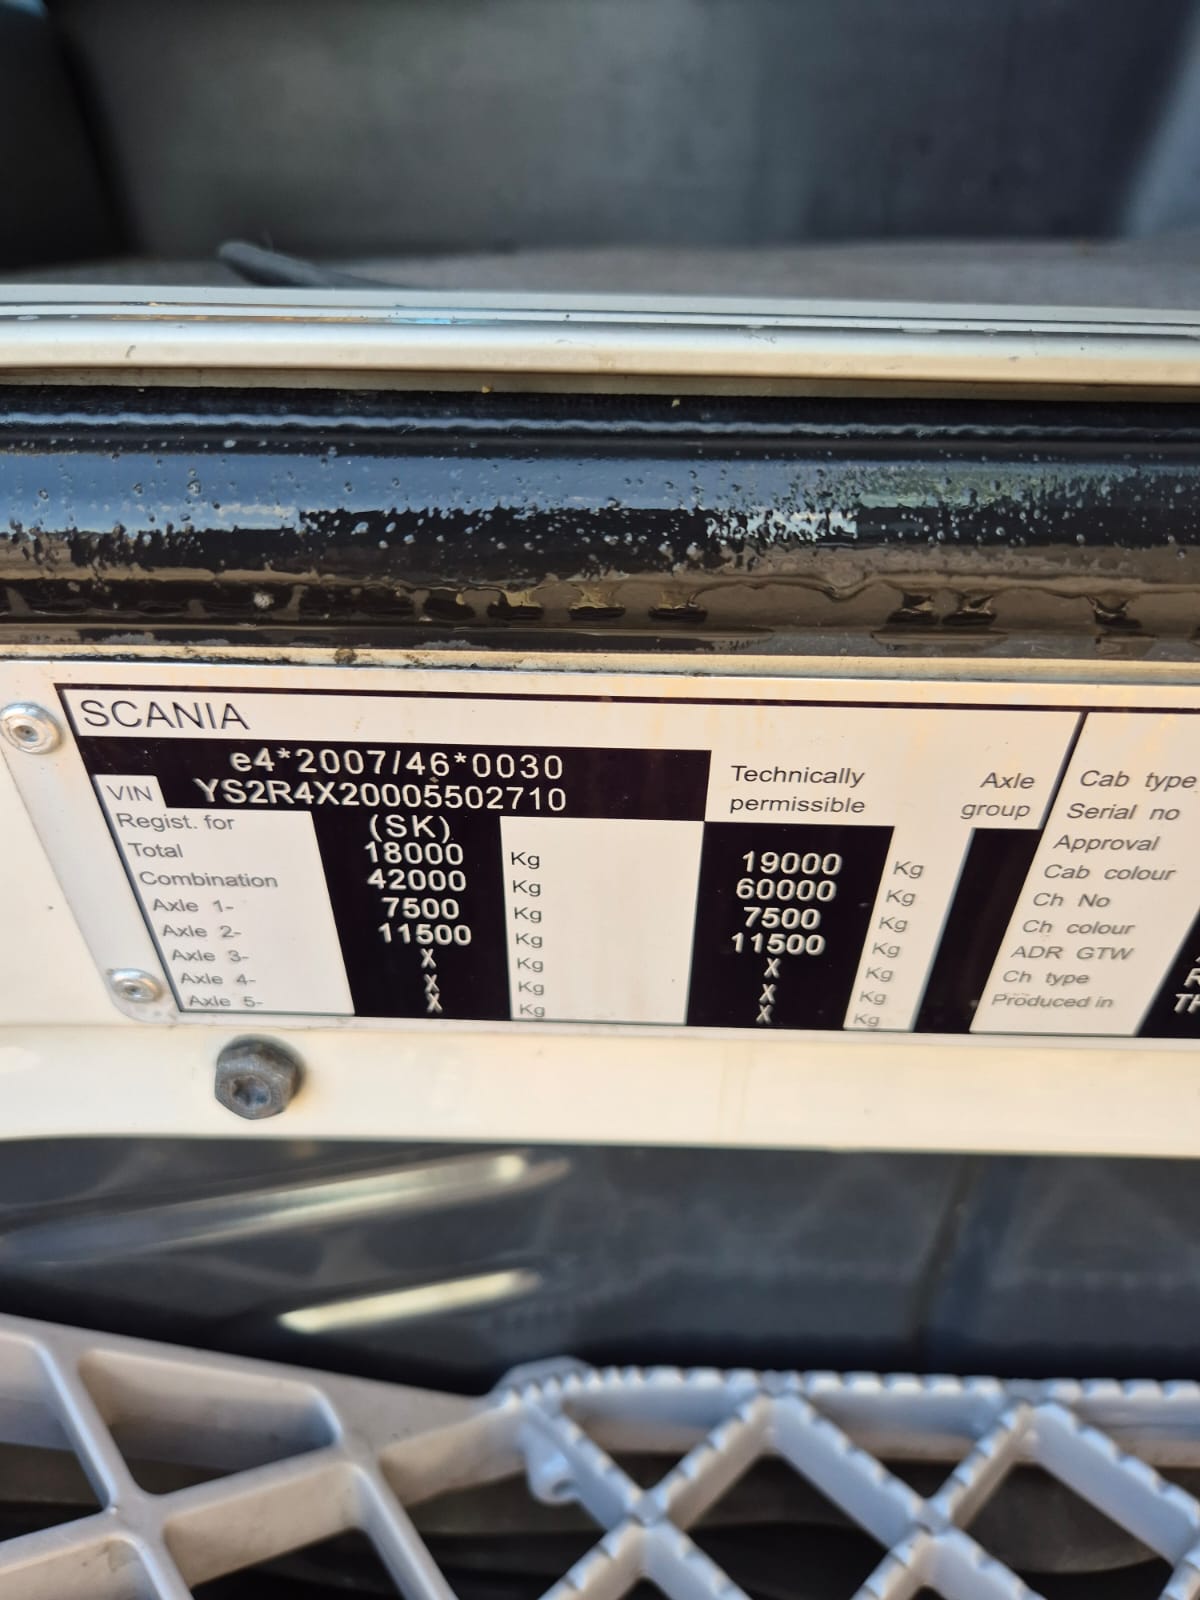 SCANIA
e4*2007/46*0030
VIN YS2R4X20005502710
Regist. for (SK)
Technically permissible
Axle group
Total 18000 Kg 19000 Kg
Combination 42000 Kg 60000 Kg
Axle 1- 7500 Kg 7500 Kg
Axle 2- 11500 Kg 11500 Kg
Axle 3- X Kg X Kg
Axle 4- X Kg X Kg
Axle 5- X Kg X Kg
Cab type
Serial no
Approval
Cab colour
Ch No
Ch colour
ADR GTW
Ch type R
Produced in